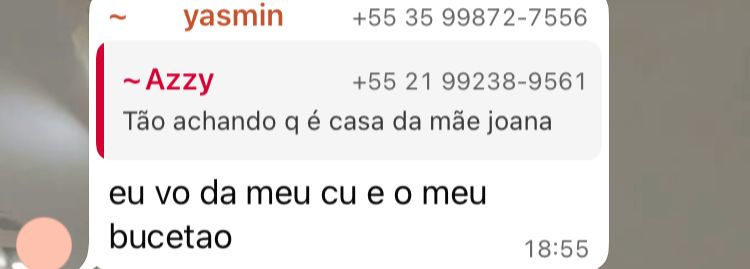 ~ yasmin +55 35 99872-7556
~Azzy +55 21 99238-9561
Tão achando q é casa da mãe joana
eu vo da meu cu e o meu
bucetao
18:55